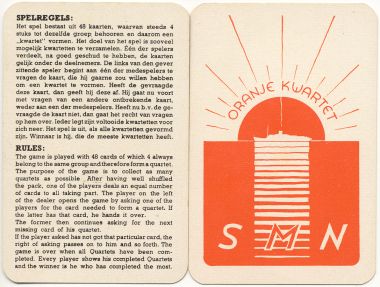 SPELREGELS:
Het spel bestaat uit 48 kaarten, waarvan steeds 4
stuks tot dezelfde groep behooren en daarom een
„kwartet" vormen. Het doel van het spel is zooveel
mogelijk kwartetten te verzamelen. Eén der spelers
verdeelt, na goed geschud te hebben, de kaarten
gelijk onder de deelnemers. De links van den gever
zittende speler begint aan één der medespelers te
vragen de kaart, die hij gaarne zou willen hebben
om een kwartet te vormen. Heeft de gevraagde
deze kaart, dan geeft hij deze af. Hij gaat nu voort
met vragen van een andere ontbrekende kaart,
weder aan een der medespelers. Heeft nu b.v. de ge-
vraagde de kaart niet, dan gaat het recht van vragen
op hem over. Ieder legt zijn voltooide kwartetten voor
zich neer. Het spel is uit, als alle kwartetten gevormd
zijn. Winnaar is hij, die de meeste kwartetten heeft.
RULES:
The game is played with 48 cards of which 4 always
belong to the same group and therefore form a quartet.
The purpose of the game is to collect as many
quartets as possible. After having well shuffled
the pack, one of the players deals an equal number
of cards to all taking part. The player on the left
of the dealer opens the game by asking one of the
players for the card needed to form a quartet. If
the latter has that card, he hands it over.
The former then continues asking for the next
missing card of his quartet.
If the player asked has not got that particular card, the
right of asking passes on to him and so forth. The
game is over when all Quartets have been com-
pleted. Every player shows his completed Quartets
and the winner is he who has completed the most.
ORANJE KWARTET
S M N